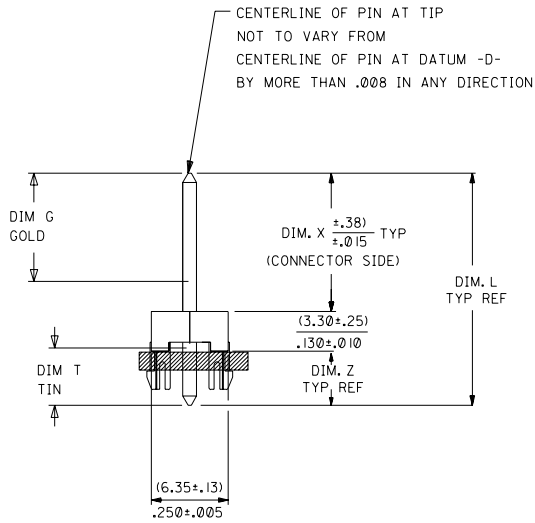 CENTERLINE OF PIN AT TIP
NOT TO VARY FROM
CENTERLINE OF PIN AT DATUM -D-
BY MORE THAN .008 IN ANY DIRECTION
DIM G
GOLD
DIM. X ±.38) TYP
±.015
(CONNECTOR SIDE)
DIM. L
TYP REF
(3.30±.25)
.130±.010
DIM T
TIN
DIM. Z
TYP REF
(6.35±.13)
.250±.005